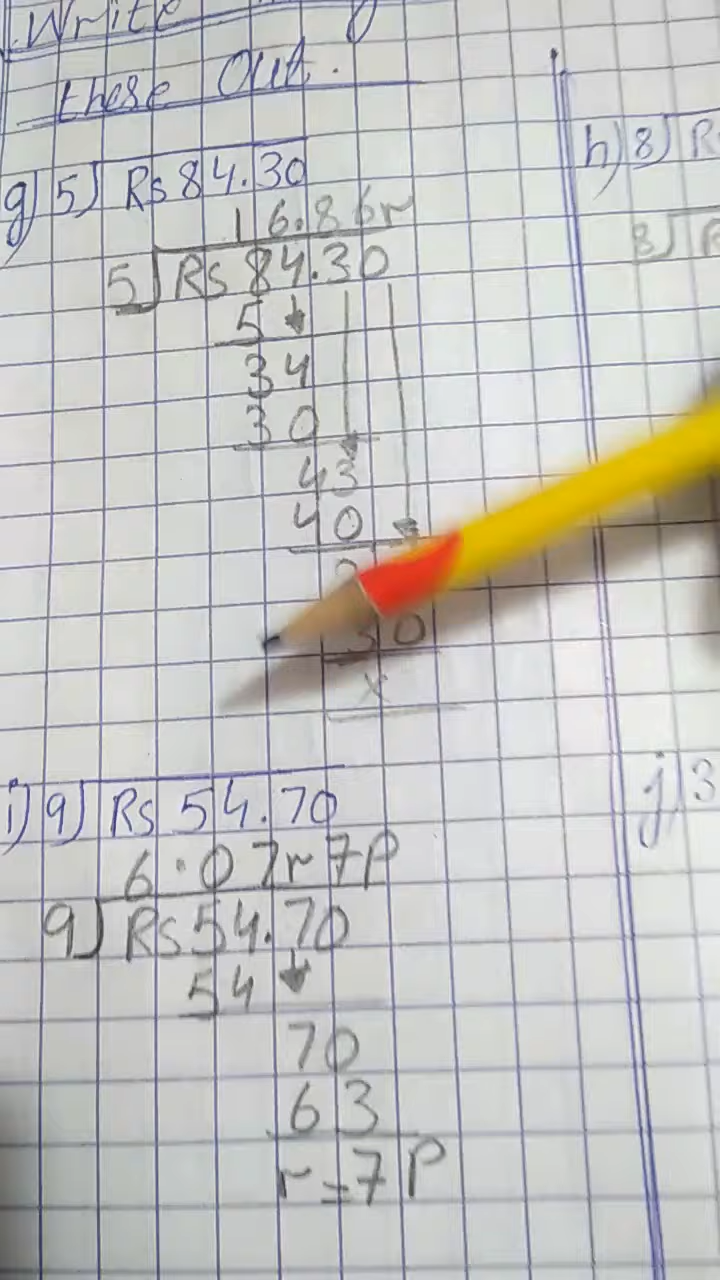 Write
these Out.
g) 5) Rs 84.30
h) 8) R
16.86r
5) Rs 84.30
8)
5
34
30
43
40
30
x
i) 9) Rs 54.70
j) 3
6.07r7P
9) Rs 54.70
54
70
63
r=7P